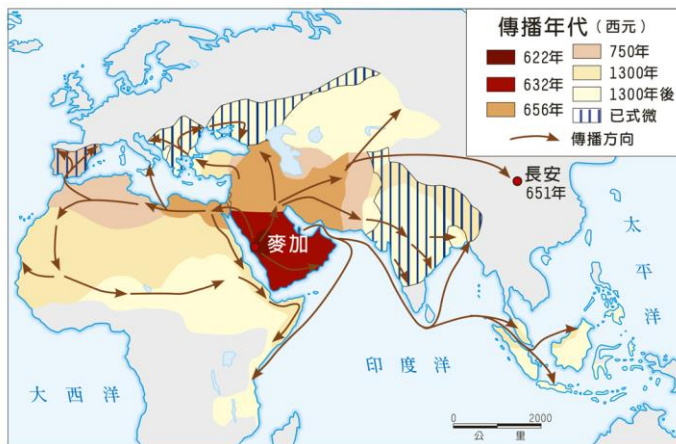 傳播年代(西元)
622年
632年
656年
750年
1300年
1300年後
已式微
傳播方向
長安
651年
麥加
太平洋
印度洋
大西洋
0 2000
公里